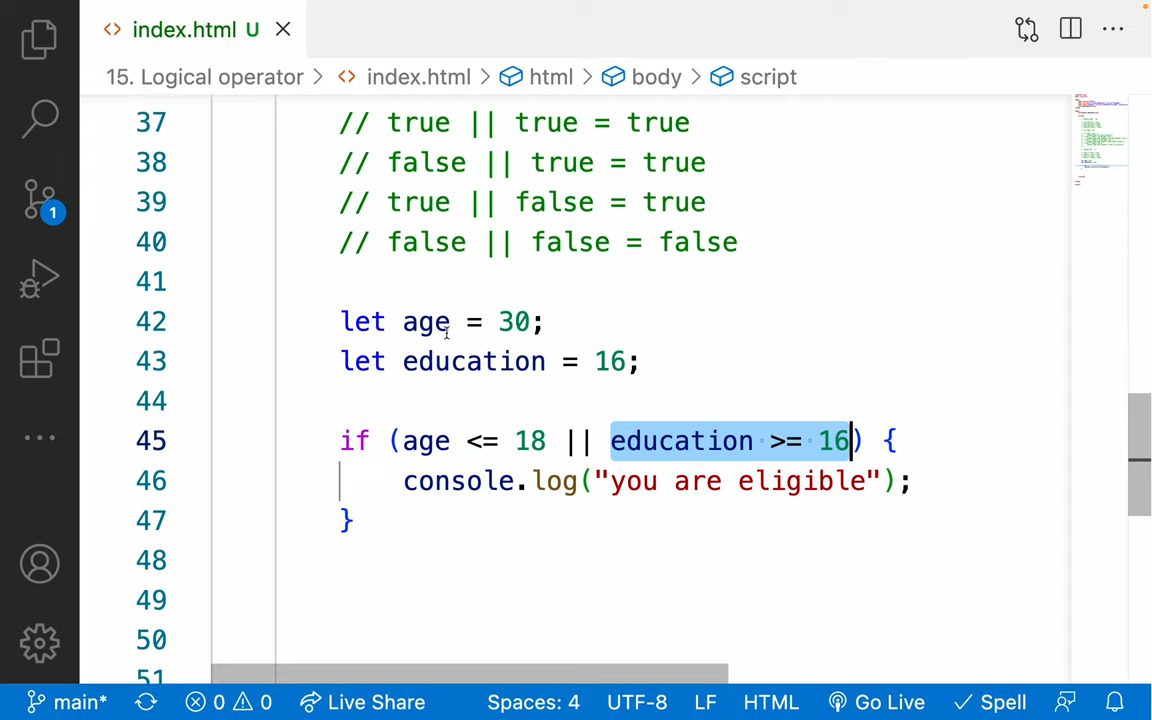 index.html U
15. Logical operator > index.html > html > body > script
37 // true || true = true
38 // false || true = true
39 // true || false = true
40 // false || false = false
41
42 let age = 30;
43 let education = 16;
44
45 if (age <= 18 || education >= 16) {
46 console.log("you are eligible");
47 }
48
49
50
51
1
main* 0 0 Live Share Spaces: 4 UTF-8 LF HTML Go Live Spell